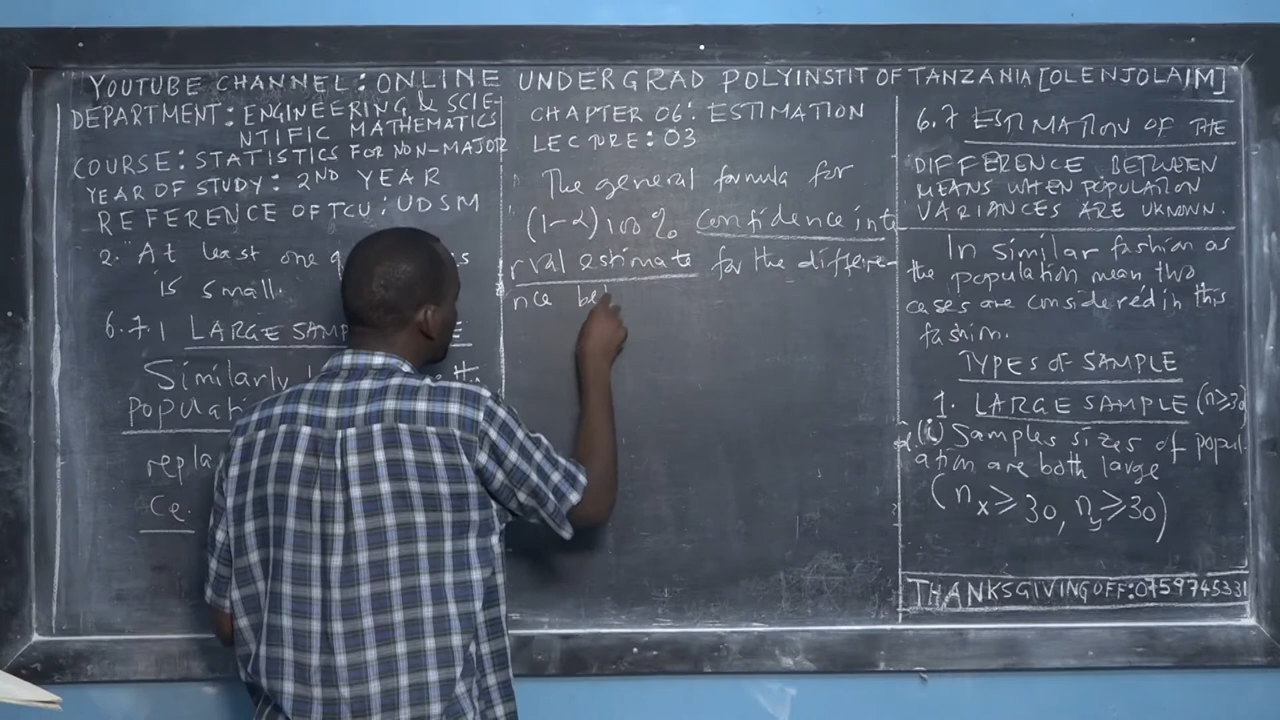 YOUTUBE CHANNEL: ONLINE UNDERGRAD POLYINSTIT OF TANZANIA [OLENJOLAIM]
DEPARTMENT: ENGINEERING & SCIE-
NTIFIC MATHEMATICS
COURSE: STATISTICS FOR NON-MAJOR
YEAR OF STUDY: 2ND YEAR
REFERENCE OF TCU: UDSM
2. At least one
is small.
6.7.1 LARGE
Similarly
repla
Ce.
CHAPTER 06: ESTIMATION
LECTURE: 03
The general formula for
(1-α)100% Confidence inte
rval estimate for the differe-
nce bet
6.7 ESTIMATION OF THE
DIFFERENCE BETWEEN
MEANS WHEN POPULATION
VARIANCES ARE UKNOWN.
In similar fashion as
the population mean two
cases are considered in this
fashion.
TYPES OF SAMPLE
1. LARGE SAMPLE (n≥30)
(i) Samples sizes of popul-
ation are both large
(nx≥30, ny≥30)
THANKSGIVING OFF: 0759745331